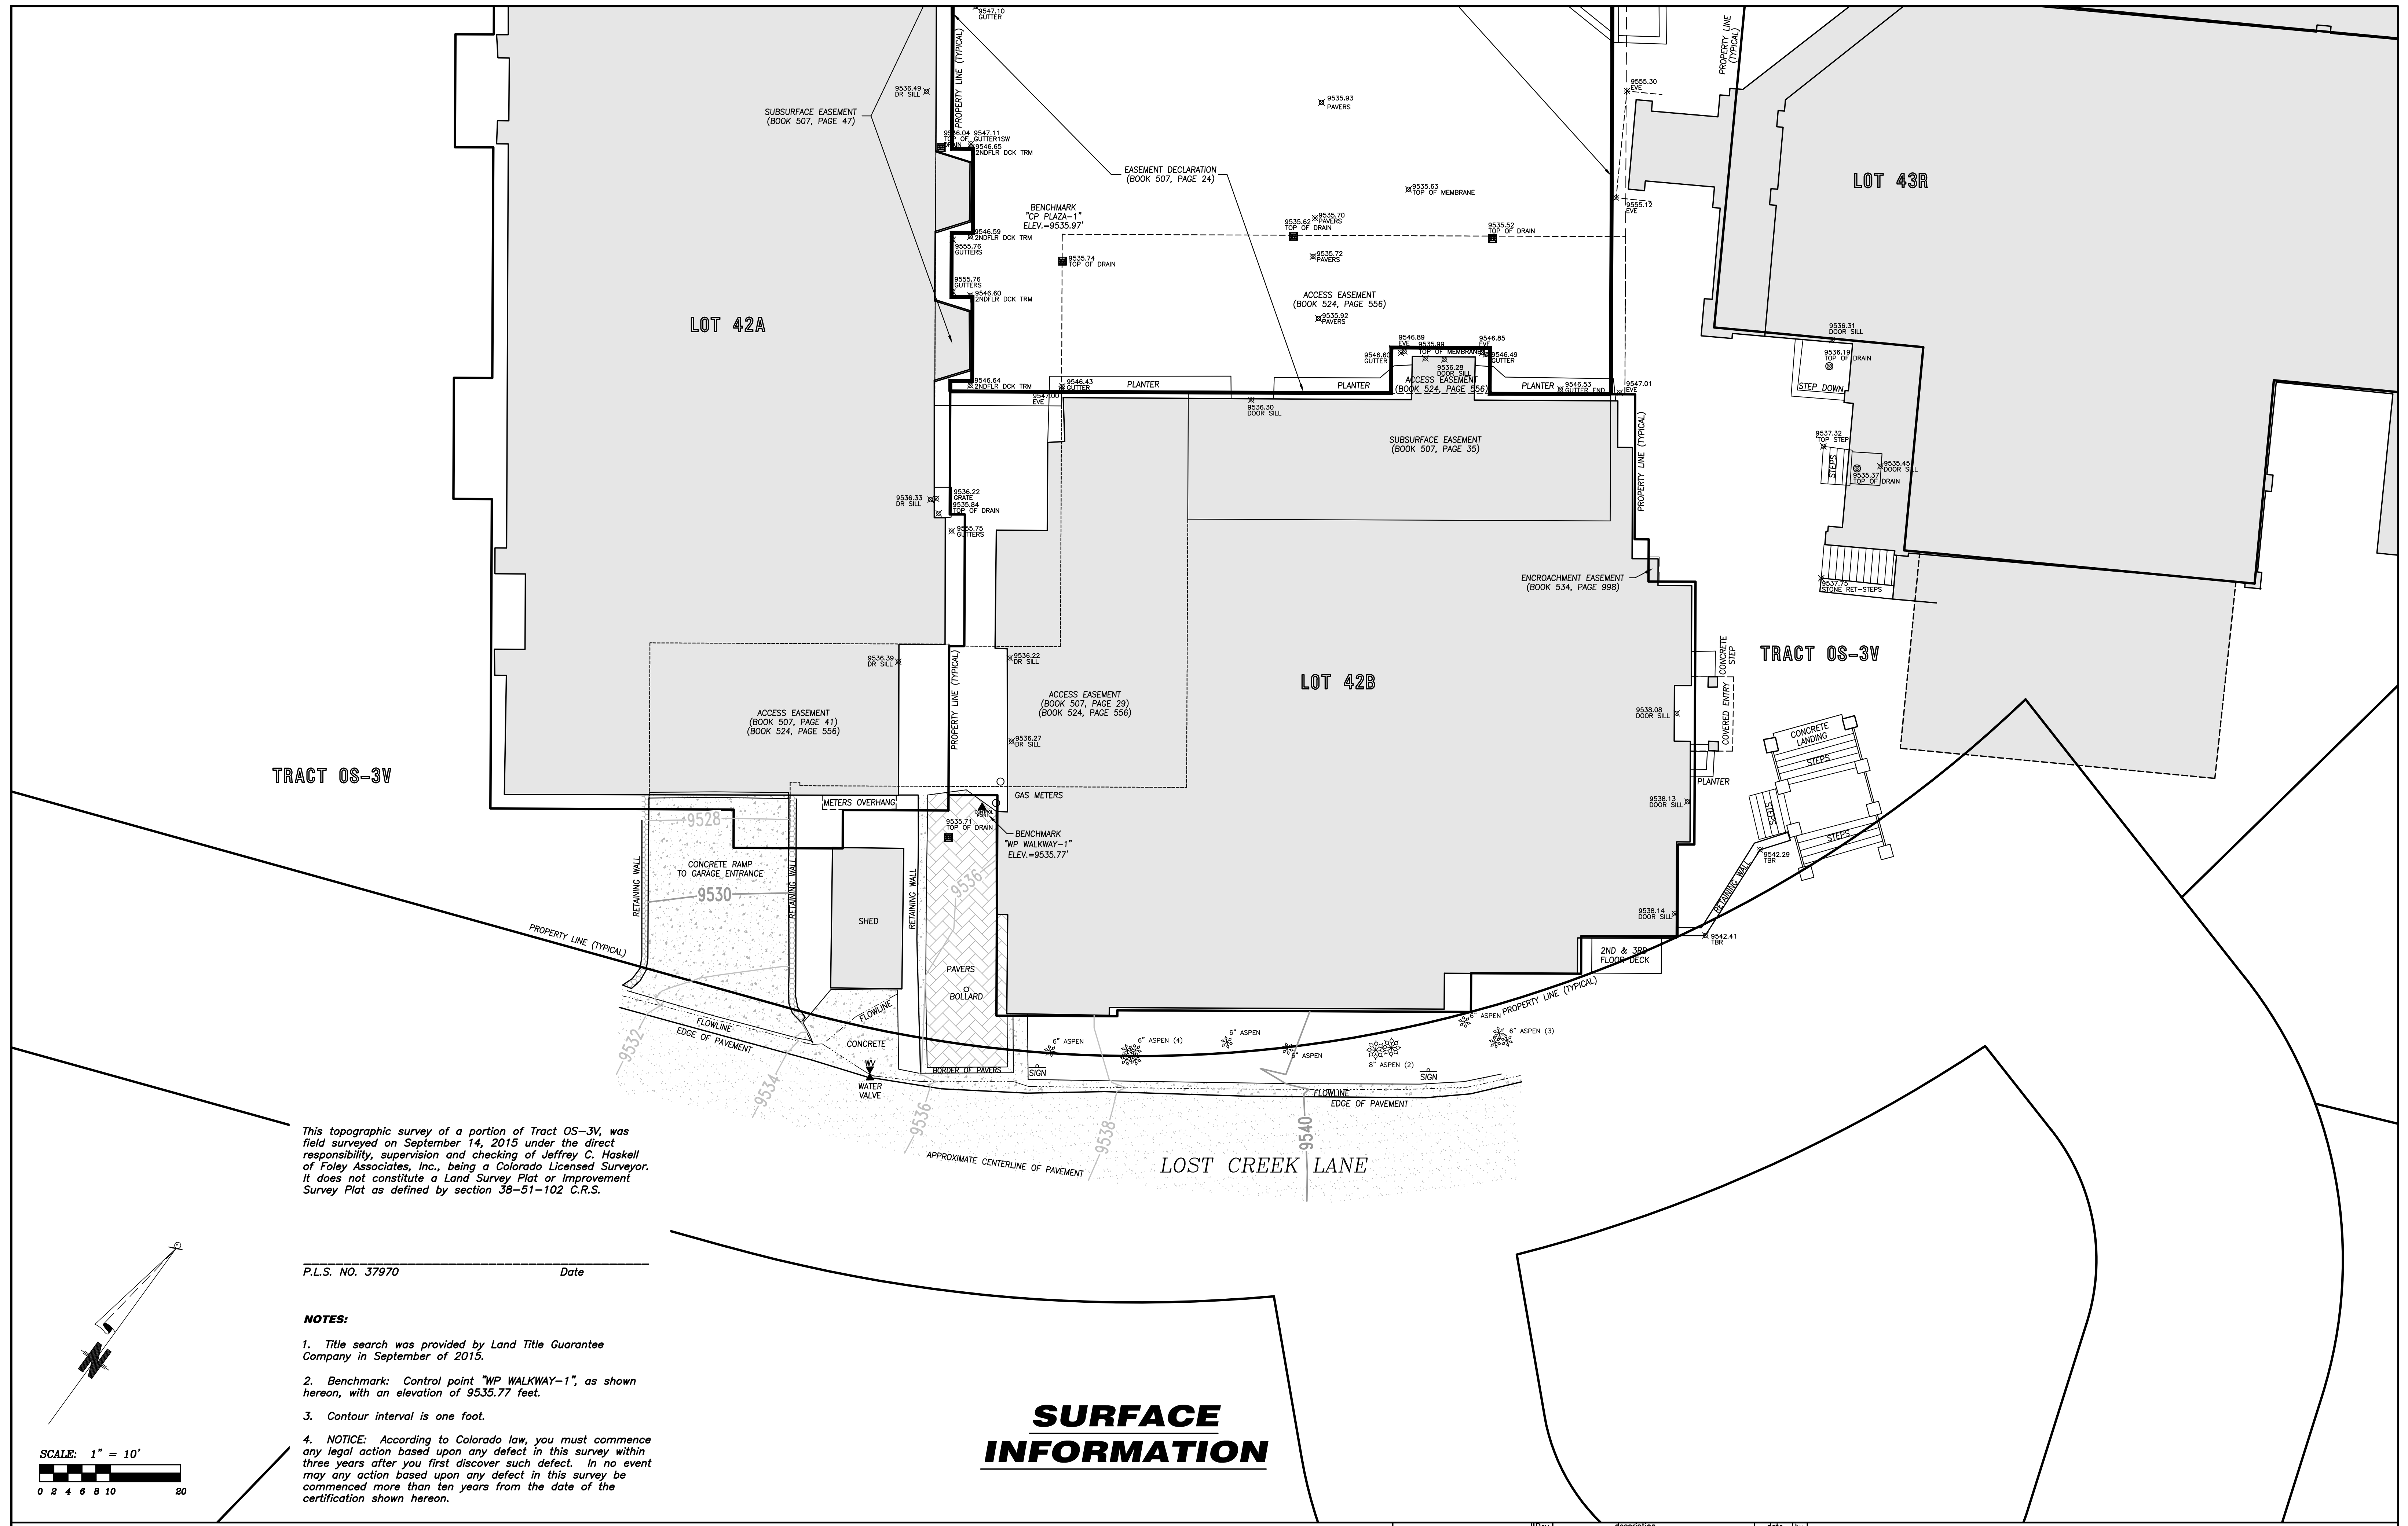 9547.10
GUTTER
PROPERTY LINE (TYPICAL)
PROPERTY LINE
(TYPICAL)
9536.49
DR SILL
SUBSURFACE EASEMENT
(BOOK 507, PAGE 47)
9535.93
PAVERS
9555.30
EVE
9536.04 9547.11
TOP OF GUTTER1SW
DRAIN
9546.65
2NDFLR DCK TRM
EASEMENT DECLARATION
(BOOK 507, PAGE 24)
LOT 43R
9535.63
TOP OF MEMBRANE
BENCHMARK
"CP PLAZA-1"
ELEV.=9535.97'
9555.12
EVE
9535.70
PAVERS
9535.62
TOP OF DRAIN
9535.52
TOP OF DRAIN
9546.59
2NDFLR DCK TRM
9555.76
GUTTERS
9535.74
TOP OF DRAIN
9535.72
PAVERS
9555.76
GUTTERS
9546.60
2NDFLR DCK TRM
ACCESS EASEMENT
(BOOK 524, PAGE 556)
9535.92
PAVERS
LOT 42A
9536.31
DOOR SILL
9546.89
EVE
9535.99
TOP OF MEMBRANE
9546.85
EVE
9546.60
GUTTER
9546.49
GUTTER
9536.19
TOP OF DRAIN
9536.28
DOOR SILL
9546.64
2NDFLR DCK TRM
9546.43
GUTTER
PLANTER
PLANTER
ACCESS EASEMENT
(BOOK 524, PAGE 556)
PLANTER
9546.53
GUTTER END
9547.01
EVE
STEP DOWN
9547.00
EVE
9536.30
DOOR SILL
SUBSURFACE EASEMENT
(BOOK 507, PAGE 35)
PROPERTY LINE (TYPICAL)
9537.32
TOP STEP
STEPS
9535.45
DOOR SILL
9535.37
TOP OF DRAIN
9536.33
DR SILL
9536.22
GRATE
9535.84
TOP OF DRAIN
9555.75
GUTTERS
ENCROACHMENT EASEMENT
(BOOK 534, PAGE 998)
9537.75
STONE RET-STEPS
9536.39
DR SILL
9536.22
DR SILL
PROPERTY LINE (TYPICAL)
CONCRETE
STEP
TRACT OS-3V
LOT 42B
ACCESS EASEMENT
(BOOK 507, PAGE 29)
(BOOK 524, PAGE 556)
ACCESS EASEMENT
(BOOK 507, PAGE 41)
(BOOK 524, PAGE 556)
9538.08
DOOR SILL
COVERED ENTRY
CONCRETE
LANDING
STEPS
9536.27
DR SILL
TRACT OS-3V
PLANTER
GAS METERS
METERS OVERHANG
9538.13
DOOR SILL
STEPS
STEPS
9528
9535.71
TOP OF DRAIN
CONTROL
POINT
BENCHMARK
"WP WALKWAY-1"
ELEV.=9535.77'
9542.29
TBR
RETAINING WALL
RETAINING WALL
CONCRETE RAMP
TO GARAGE ENTRANCE
9530
RETAINING WALL
SHED
RETAINING WALL
9536
9538.14
DOOR SILL
9542.41
TBR
PROPERTY LINE (TYPICAL)
2ND & 3RD
FLOOR DECK
PAVERS
BOLLARD
PROPERTY LINE (TYPICAL)
FLOWLINE
FLOWLINE
EDGE OF PAVEMENT
CONCRETE
6" ASPEN
6" ASPEN (4)
6" ASPEN
6" ASPEN
6" ASPEN
6" ASPEN (3)
8" ASPEN (2)
WV
WATER
VALVE
BORDER OF PAVERS
SIGN
SIGN
FLOWLINE
EDGE OF PAVEMENT
9532
9534
9536
9538
9540
APPROXIMATE CENTERLINE OF PAVEMENT
LOST CREEK LANE
This topographic survey of a portion of Tract OS-3V, was
field surveyed on September 14, 2015 under the direct
responsibility, supervision and checking of Jeffrey C. Haskell
of Foley Associates, Inc., being a Colorado Licensed Surveyor.
It does not constitute a Land Survey Plat or Improvement
Survey Plat as defined by section 38-51-102 C.R.S.
P.L.S. NO. 37970 Date
NOTES:
1. Title search was provided by Land Title Guarantee
Company in September of 2015.
2. Benchmark: Control point "WP WALKWAY-1", as shown
hereon, with an elevation of 9535.77 feet.
3. Contour interval is one foot.
4. NOTICE: According to Colorado law, you must commence
any legal action based upon any defect in this survey within
three years after you first discover such defect. In no event
may any action based upon any defect in this survey be
commenced more than ten years from the date of the
certification shown hereon.
N
SCALE: 1" = 10'
0 2 4 6 8 10 20
SURFACE
INFORMATION
Rev description date by